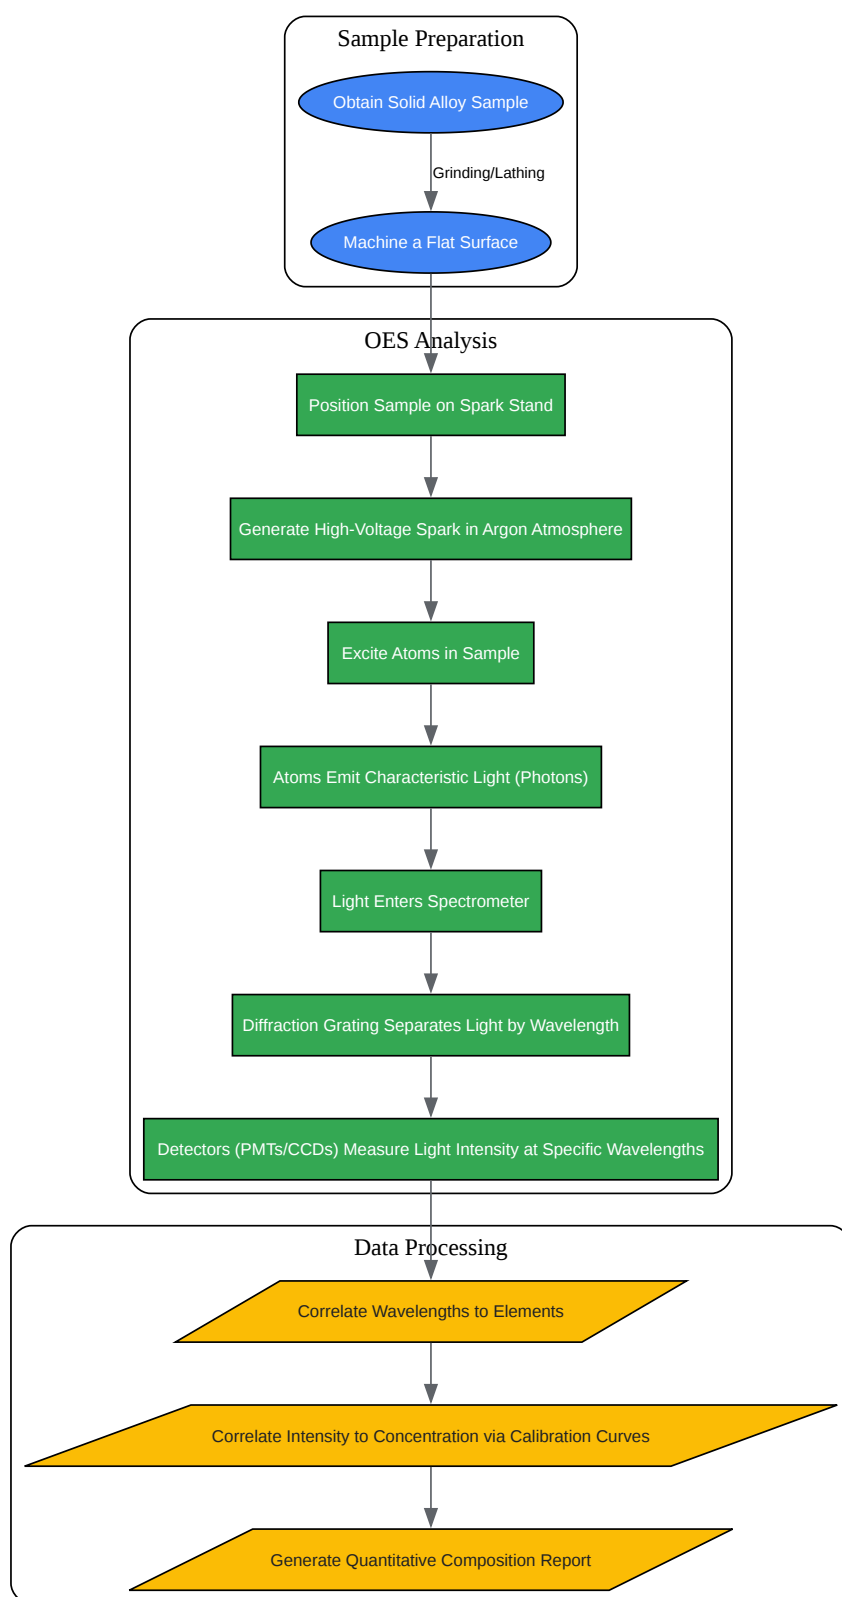 Sample Preparation
Obtain Solid Alloy Sample
Grinding/Lathing
Machine a Flat Surface
OES Analysis
Position Sample on Spark Stand
Generate High-Voltage Spark in Argon Atmosphere
Excite Atoms in Sample
Atoms Emit Characteristic Light (Photons)
Light Enters Spectrometer
Diffraction Grating Separates Light by Wavelength
Detectors (PMTs/CCDs) Measure Light Intensity at Specific Wavelengths
Data Processing
Correlate Wavelengths to Elements
Correlate Intensity to Concentration via Calibration Curves
Generate Quantitative Composition Report